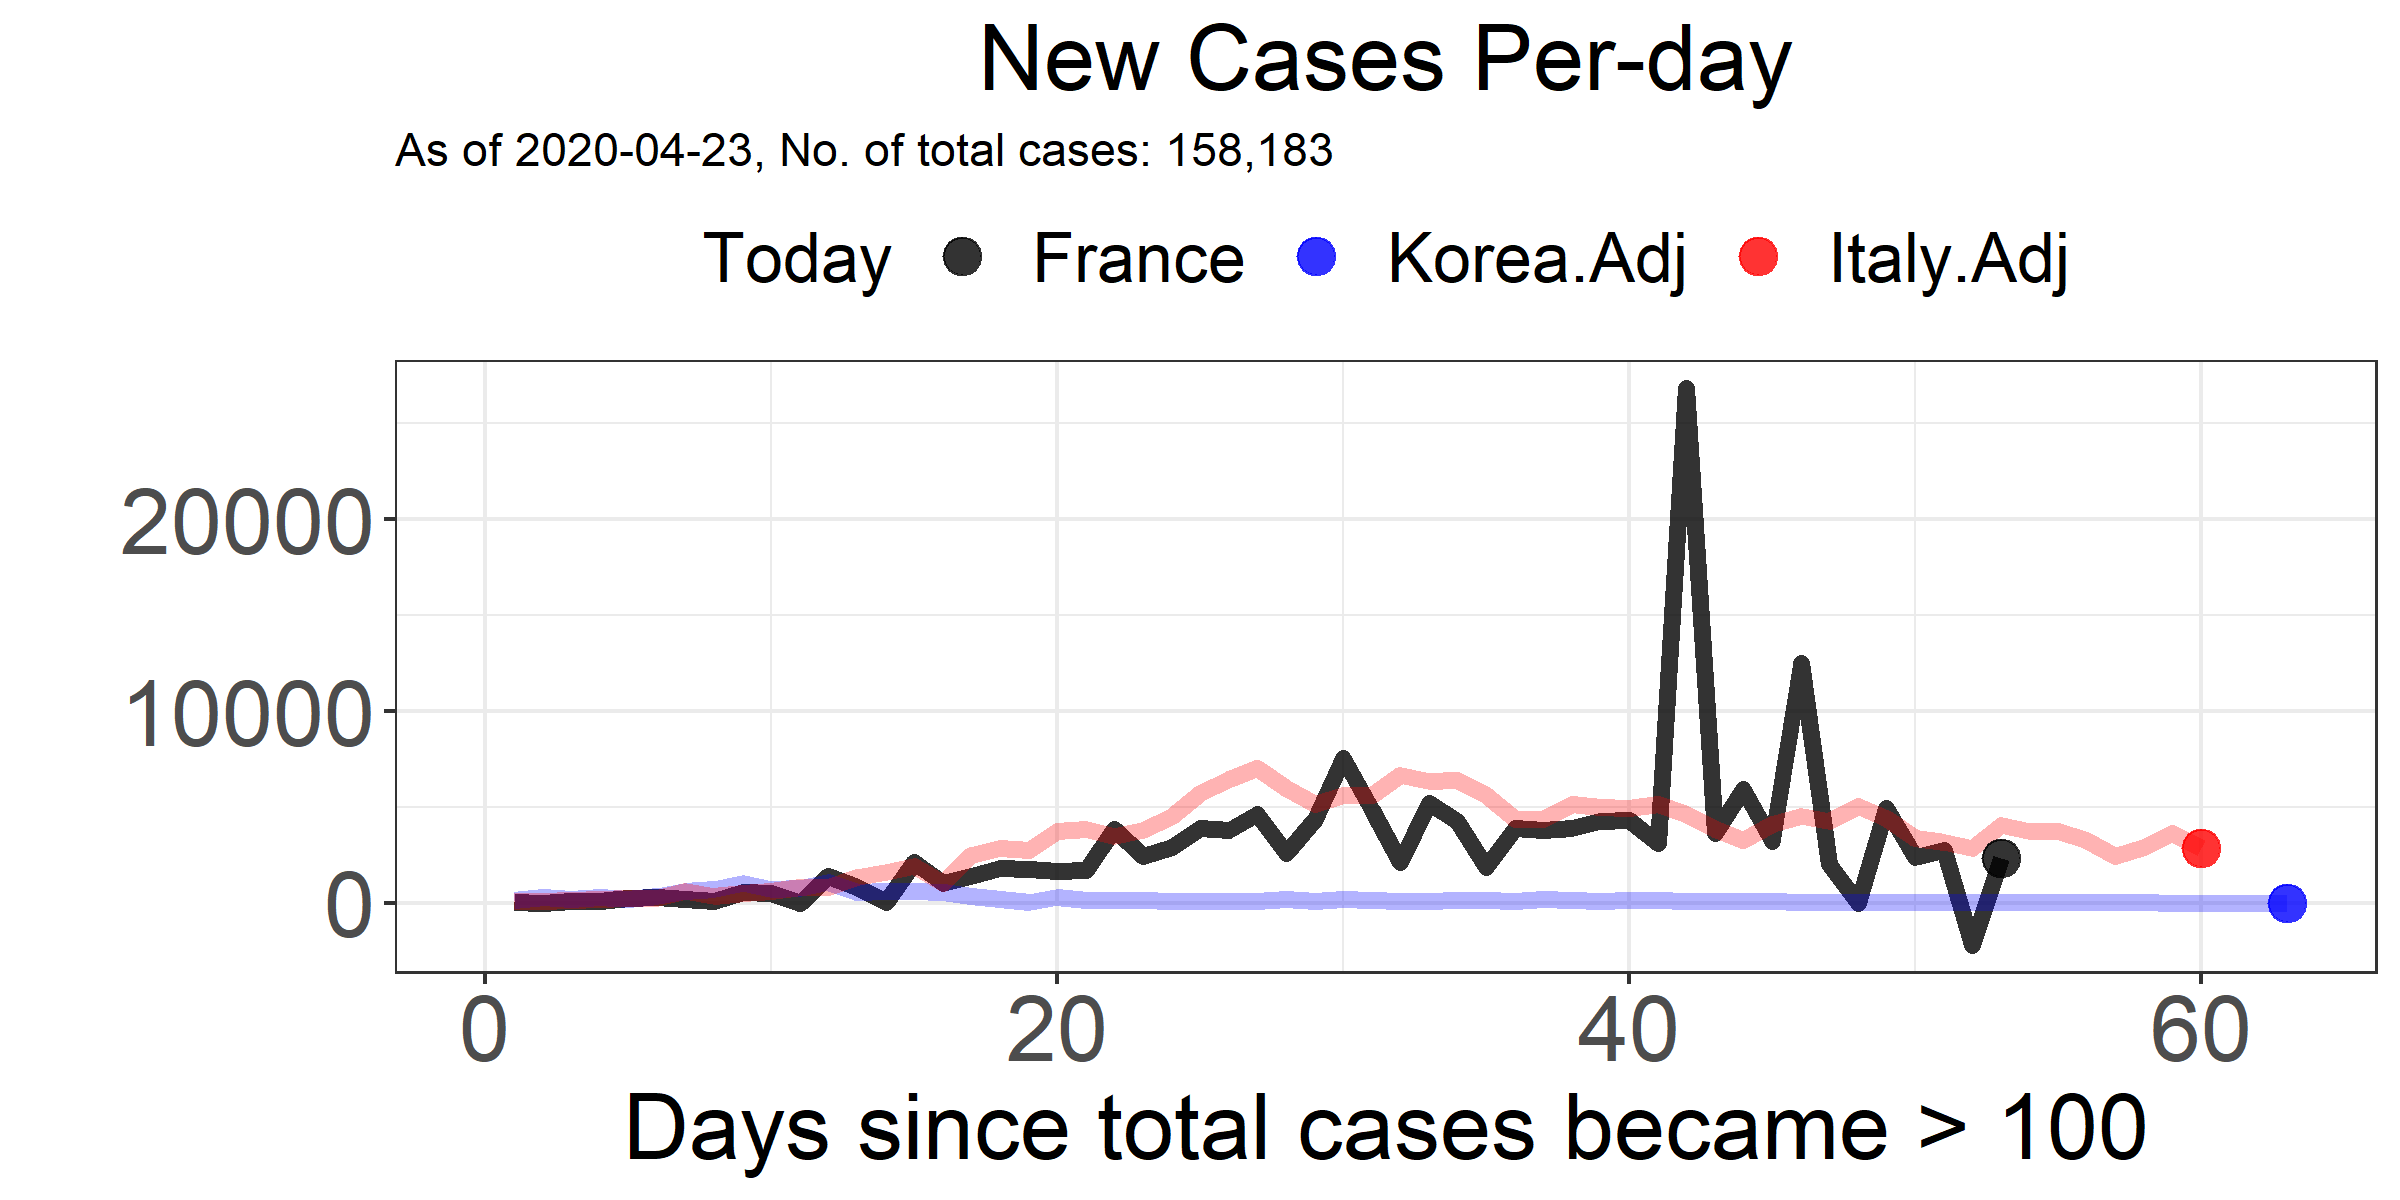 New Cases Per-day
As of 2020-04-23, No. of total cases: 158,183
Today France Korea.Adj Italy.Adj
20000
10000
0
0 20 40 60
Days since total cases became > 100